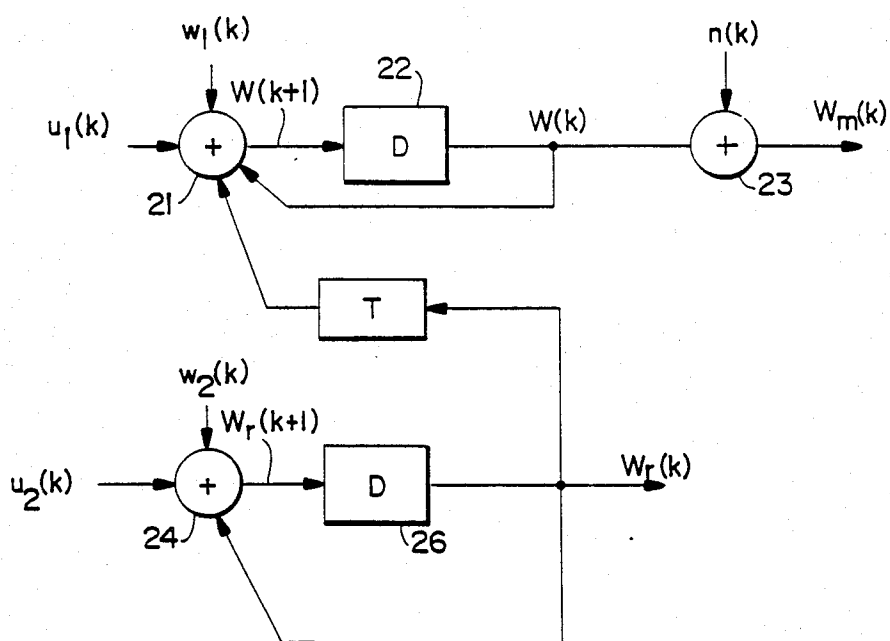 w₁(k)
n(k)
22
W(k+1)
W(k)
Wₘ(k)
u₁(k)
+
D
+
21
23
T
w₂(k)
Wᵣ(k+1)
Wᵣ(k)
u₂(k)
+
D
24
26